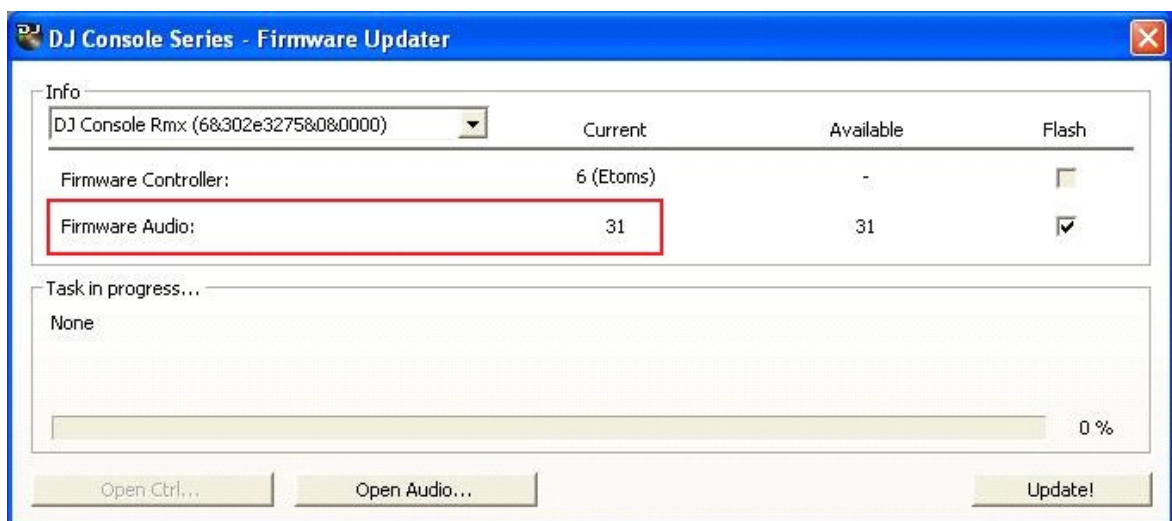 DJ Console Series - Firmware Updater
Info
DJ Console Rmx (6&302e3275&0&0000) Current Available Flash
Firmware Controller: 6 (Etoms) -
Firmware Audio: 31 31
Task in progress...
None
0 %
Open Ctrl... Open Audio... Update!